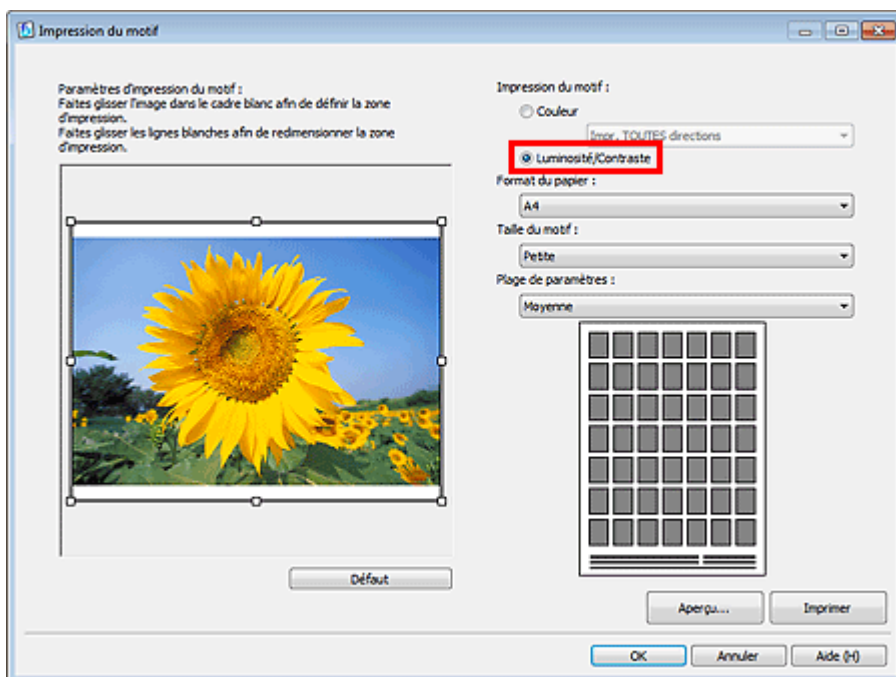 Impression du motif
Paramètres d'impression du motif :
Faites glisser l'image dans le cadre blanc afin de définir la zone
d'impression.
Faites glisser les lignes blanches afin de redimensionner la zone
d'impression.
Défaut
Impression du motif :
Couleur
Impr. TOUTES directions
Luminosité/Contraste
Format du papier :
A4
Taille du motif :
Petite
Plage de paramètres :
Moyenne
Aperçu...
Imprimer
OK
Annuler
Aide (H)